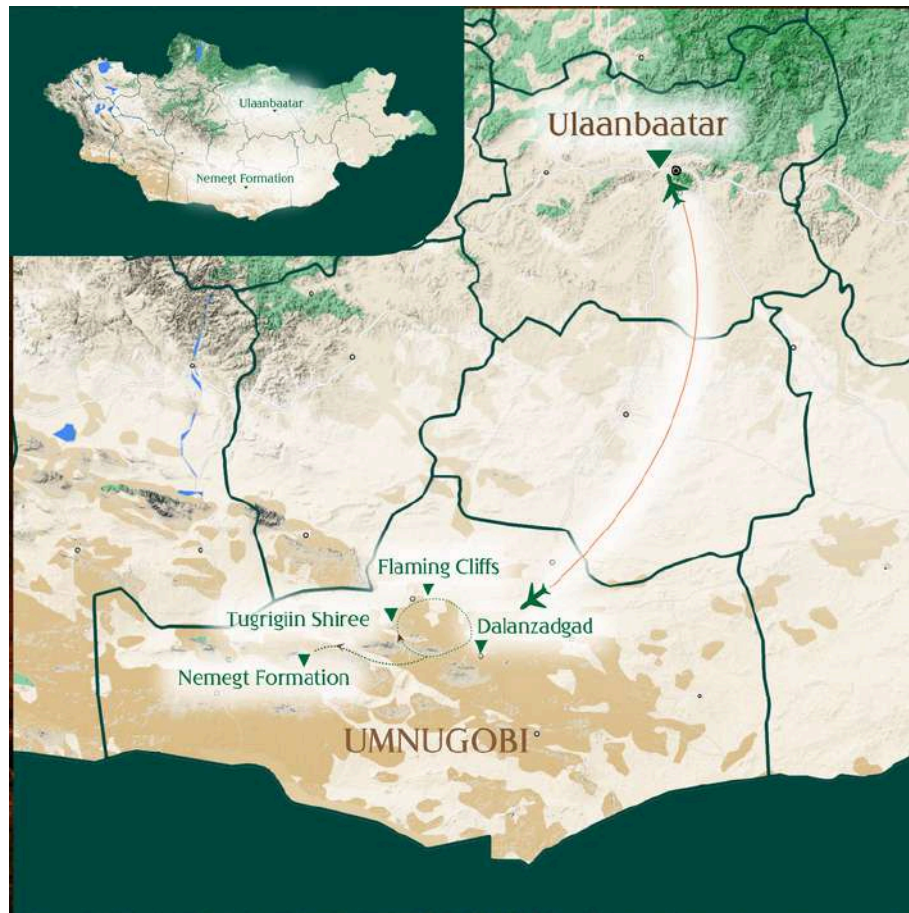 Ulaanbaatar
Nemegt Formation
Ulaanbaatar
Flaming Cliffs
Tugrigiin Shiree
Dalanzadgad
Nemegt Formation
UMNUGOBI